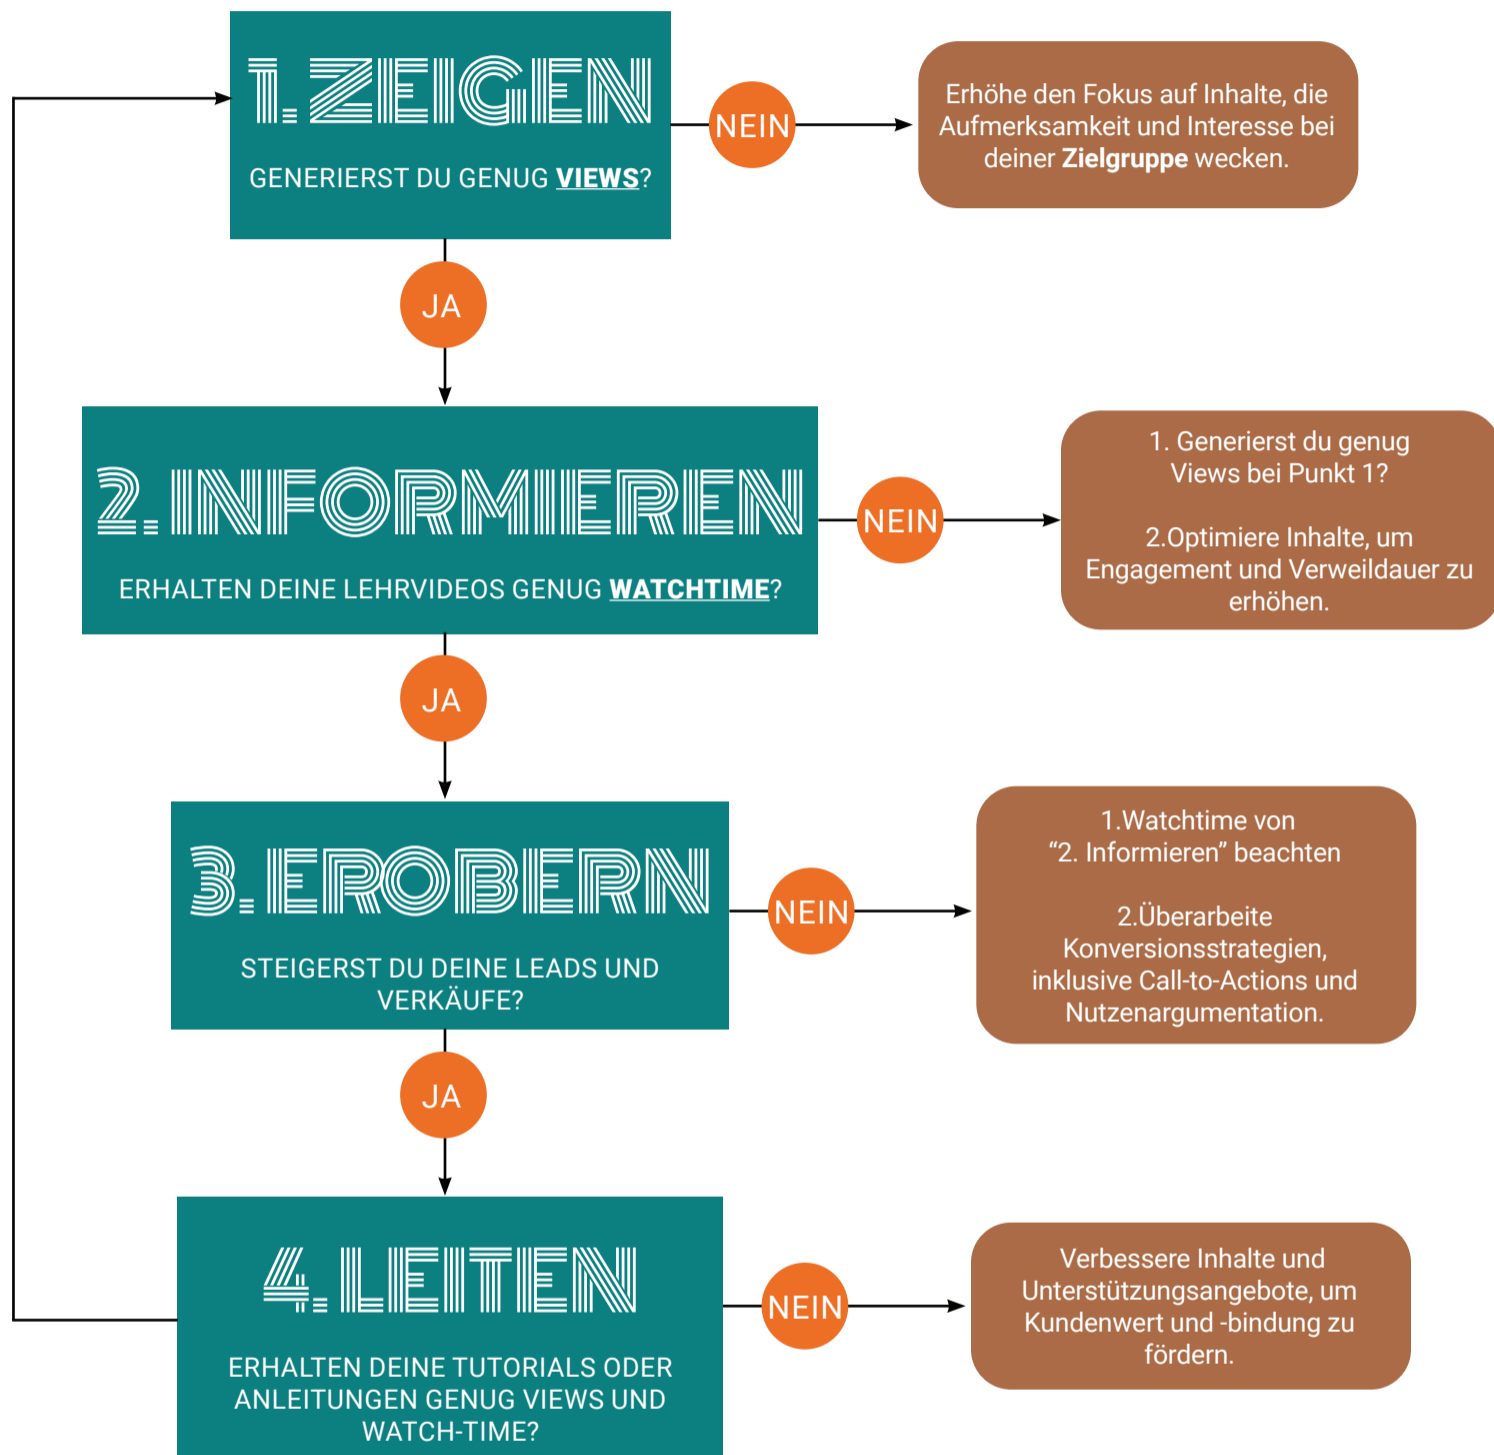 1. ZEIGEN
GENERIERST DU GENUG VIEWS?
NEIN
Erhöhe den Fokus auf Inhalte, die
Aufmerksamkeit und Interesse bei
deiner Zielgruppe wecken.
JA
2. INFORMIEREN
ERHALTEN DEINE LEHRVIDEOS GENUG WATCHTIME?
NEIN
1. Generierst du genug
Views bei Punkt 1?
2.Optimiere Inhalte, um
Engagement und Verweildauer zu
erhöhen.
JA
3. EROBERN
STEIGERST DU DEINE LEADS UND
VERKÄUFE?
NEIN
1.Watchtime von
“2. Informieren” beachten
2.Überarbeite
Konversionsstrategien,
inklusive Call-to-Actions und
Nutzenargumentation.
JA
4. LEITEN
ERHALTEN DEINE TUTORIALS ODER
ANLEITUNGEN GENUG VIEWS UND
WATCH-TIME?
NEIN
Verbessere Inhalte und
Unterstützungsangebote, um
Kundenwert und -bindung zu
fördern.